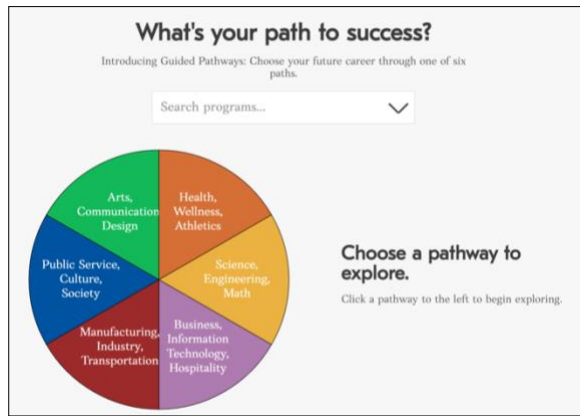 What's your path to success?
Introducing Guided Pathways: Choose your future career through one of six
paths.
Search programs...
Arts,
Communication
Design
Health,
Wellness,
Athletics
Public Service,
Culture,
Society
Science,
Engineering,
Math
Manufacturing,
Industry,
Transportation
Business,
Information
Technology,
Hospitality
Choose a pathway to
explore.
Click a pathway to the left to begin exploring.